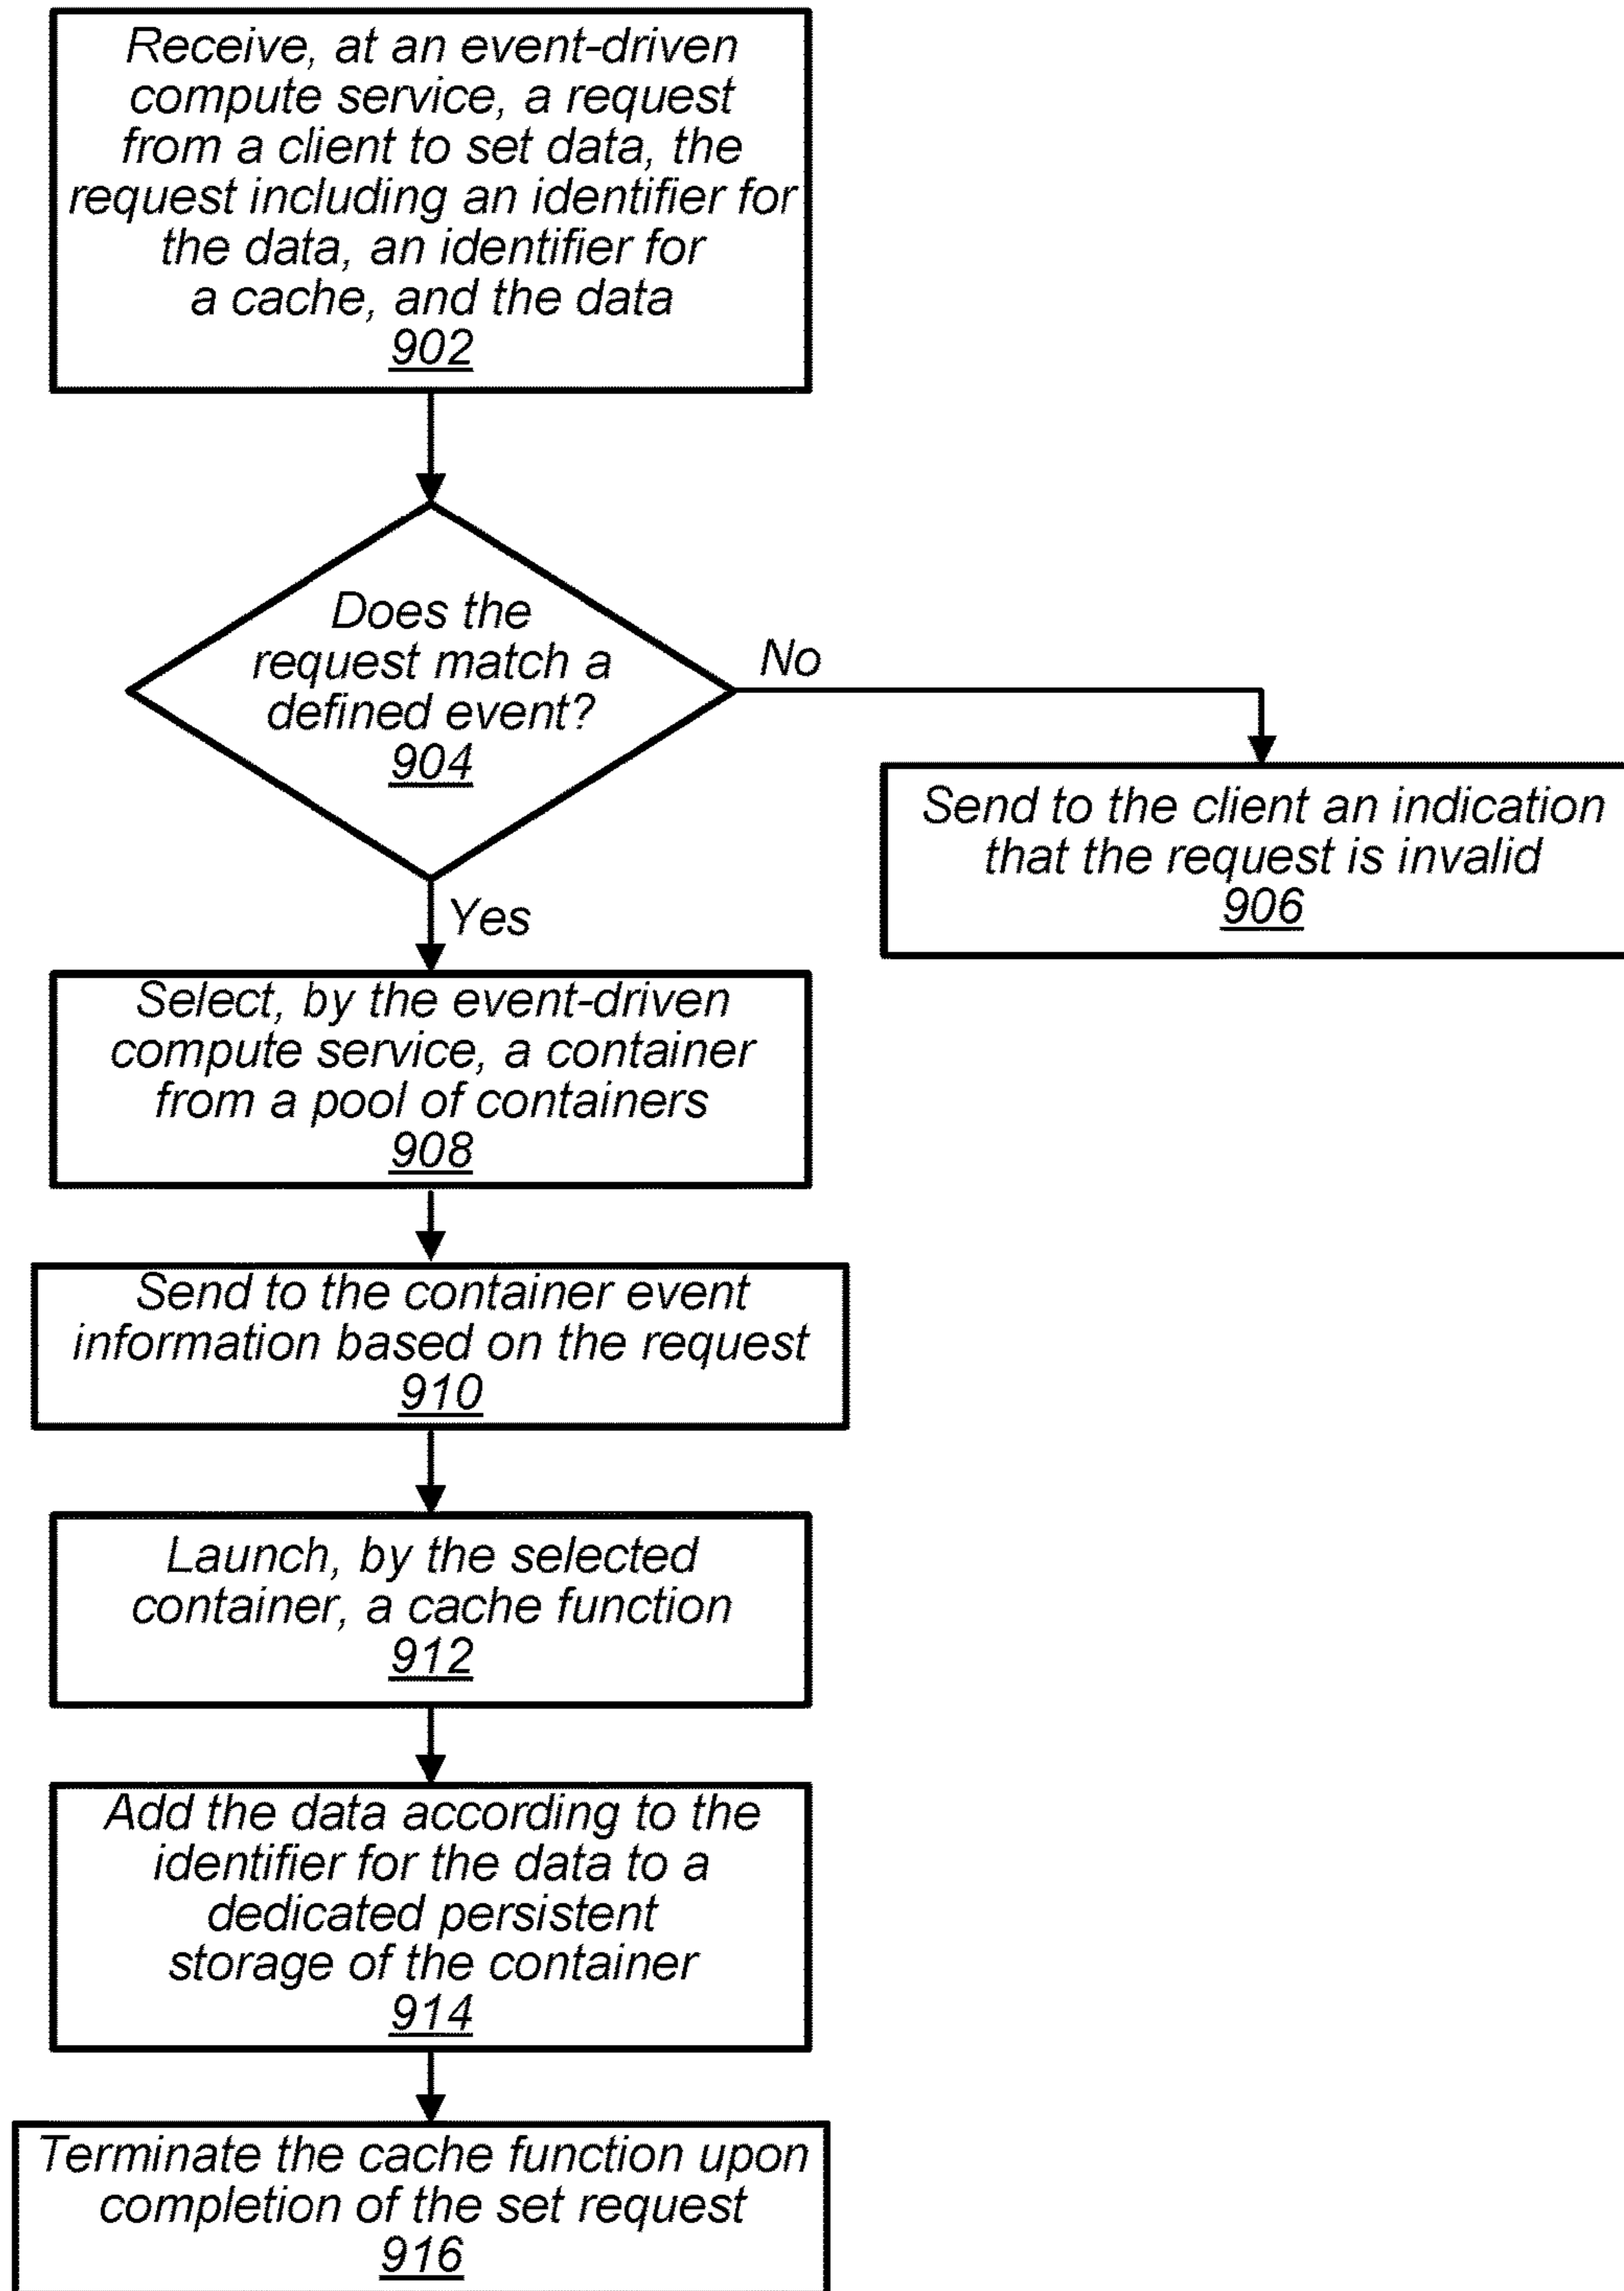 Receive, at an event-driven
compute service, a request
from a client to set data, the
request including an identifier for
the data, an identifier for
a cache, and the data
902
Does the
request match a
defined event?
904
No
Send to the client an indication
that the request is invalid
906
Yes
Select, by the event-driven
compute service, a container
from a pool of containers
908
Send to the container event
information based on the request
910
Launch, by the selected
container, a cache function
912
Add the data according to the
identifier for the data to a
dedicated persistent
storage of the container
914
Terminate the cache function upon
completion of the set request
916